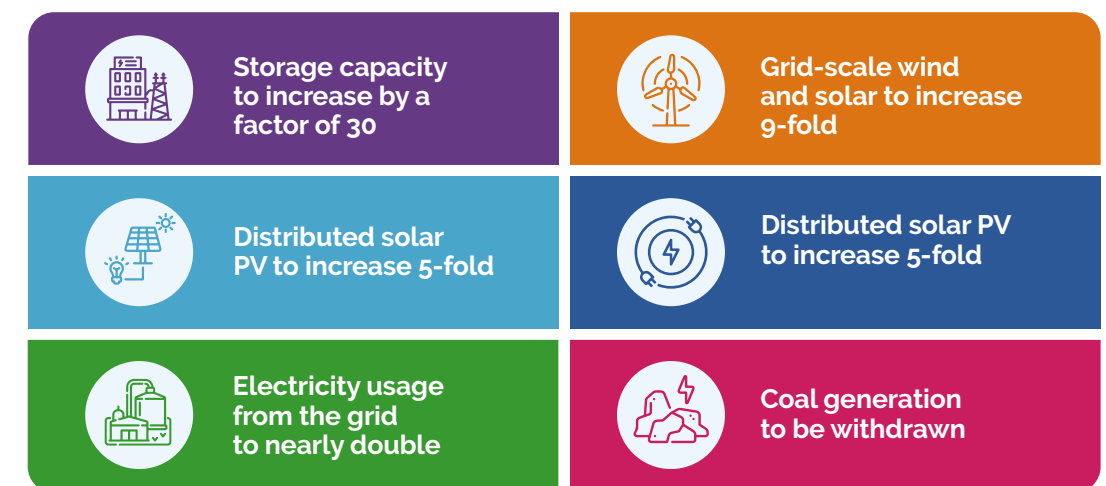 Storage capacity
to increase by a
factor of 30
Grid-scale wind
and solar to increase
9-fold
Distributed solar
PV to increase 5-fold
Distributed solar PV
to increase 5-fold
Electricity usage
from the grid
to nearly double
Coal generation
to be withdrawn